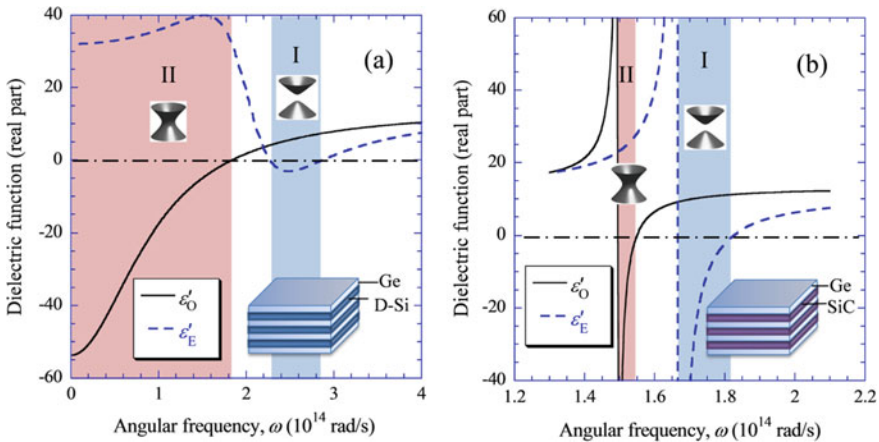 60
40
20
0
-20
-40
-60
0
1
2
3
4
Dielectric function (real part)
Angular frequency, ω (10¹⁴ rad/s)
II
I
(a)
ε′O
ε′E
Ge
D-Si
60
40
20
0
-20
-40
1.2
1.4
1.6
1.8
2
2.2
Dielectric function (real part)
Angular frequency, ω (10¹⁴ rad/s)
II
I
(b)
ε′O
ε′E
Ge
SiC